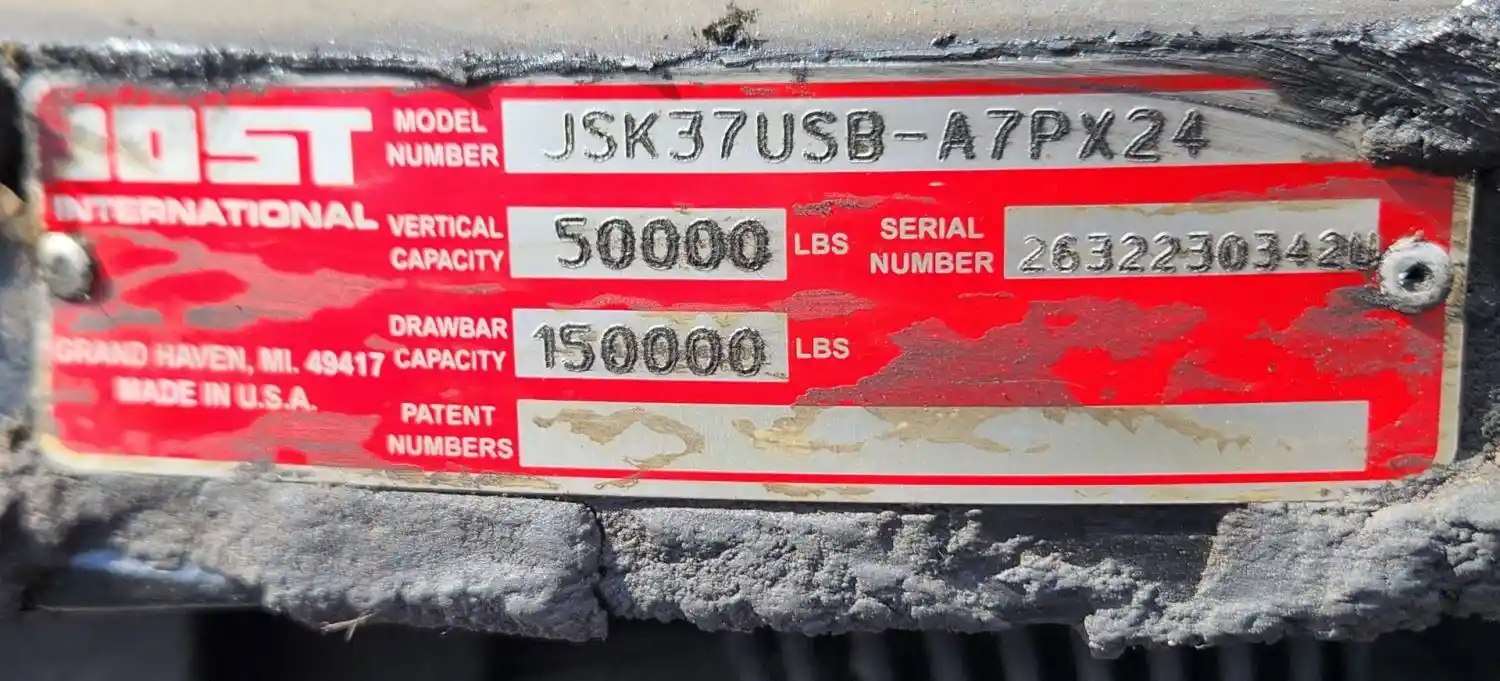 JOST
INTERNATIONAL
MODEL NUMBER JSK37USB-A7PX24
VERTICAL CAPACITY 50000 LBS
SERIAL NUMBER 2632230342U
DRAWBAR CAPACITY 150000 LBS
GRAND HAVEN, MI. 49417
MADE IN U.S.A.
PATENT NUMBERS